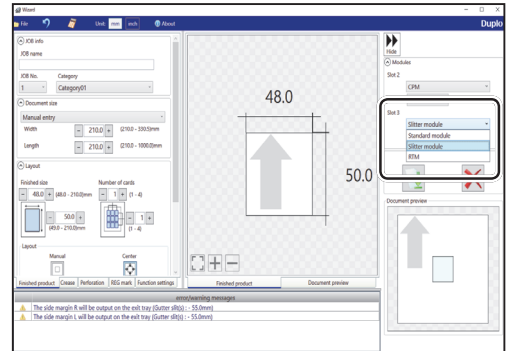 Wizard
File
Unit: mm inch
About
Duplo
JOB info
JOB name
JOB No. Category
1 Category01
Document size
Manual entry
Width - 210.0 + (210.0 - 330.5)mm
Length - 210.0 + (210.0 - 1000.0)mm
Layout
Finished size Number of cards
- 48.0 + (48.0 - 210.0)mm - 1 + (1 - 4)
- 50.0 + - 1 +
(49.0 - 210.0)mm (1 - 4)
Layout
Manual Center
Finished product Crease Perforation REG mark Function settings
48.0
50.0
Finished product Document preview
Hide
Modules
Slot 2
CPM
Slot 3
Slitter module
Standard module
Slitter module
RTM
Document preview
error/warning messages
The side margin R will be output on the exit tray (Gutter slit(s) : - 55.0mm)
The side margin L will be output on the exit tray (Gutter slit(s) : - 55.0mm)